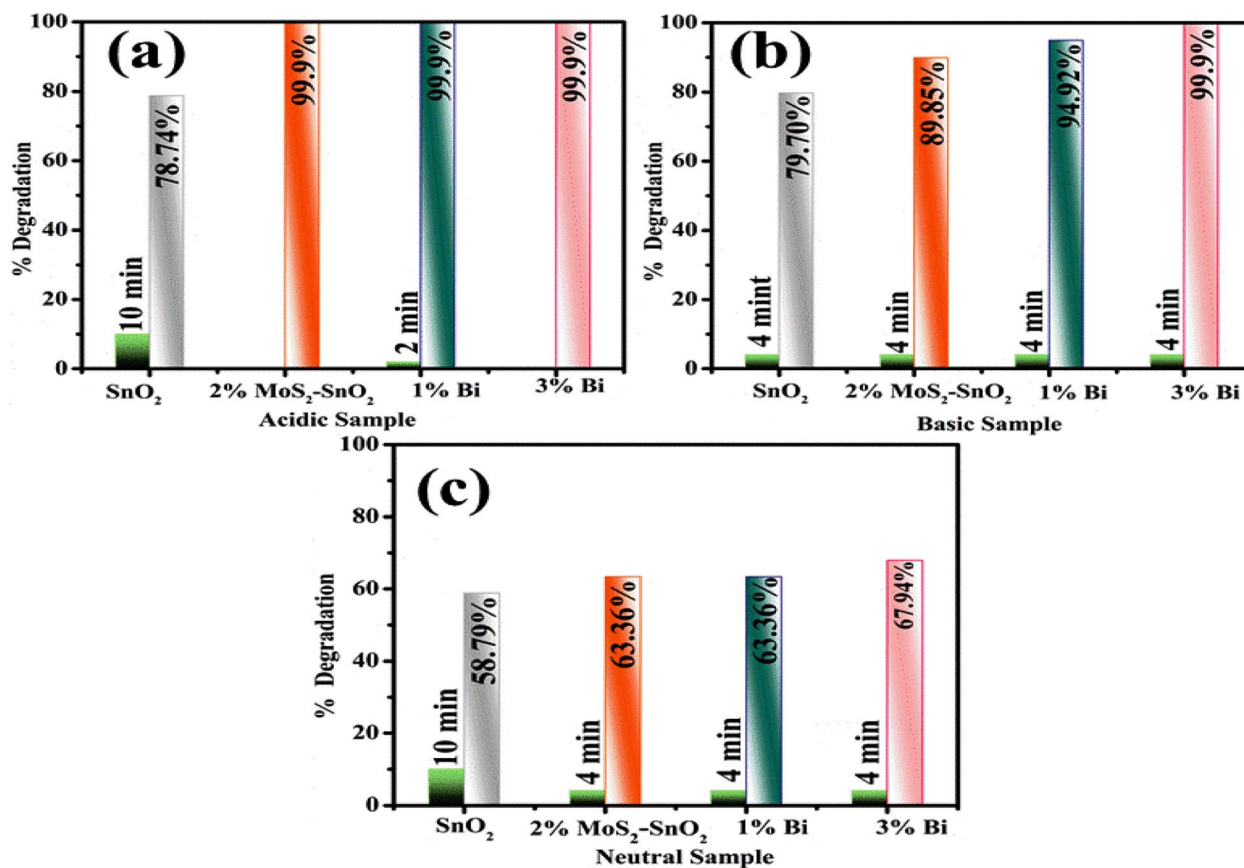 (a)
% Degradation
100
80
60
40
20
0
10 min
78.74%
99.9%
2 min
99.9%
99.9%
SnO₂ 2% MoS₂-SnO₂ 1% Bi 3% Bi
Acidic Sample
(b)
% Degradation
100
80
60
40
20
0
4 mint
79.70%
4 min
89.85%
4 min
94.92%
4 min
99.9%
SnO₂ 2% MoS₂-SnO₂ 1% Bi 3% Bi
Basic Sample
(c)
% Degradation
100
80
60
40
20
0
10 min
58.79%
4 min
63.36%
4 min
63.36%
4 min
67.94%
SnO₂ 2% MoS₂-SnO₂ 1% Bi 3% Bi
Neutral Sample